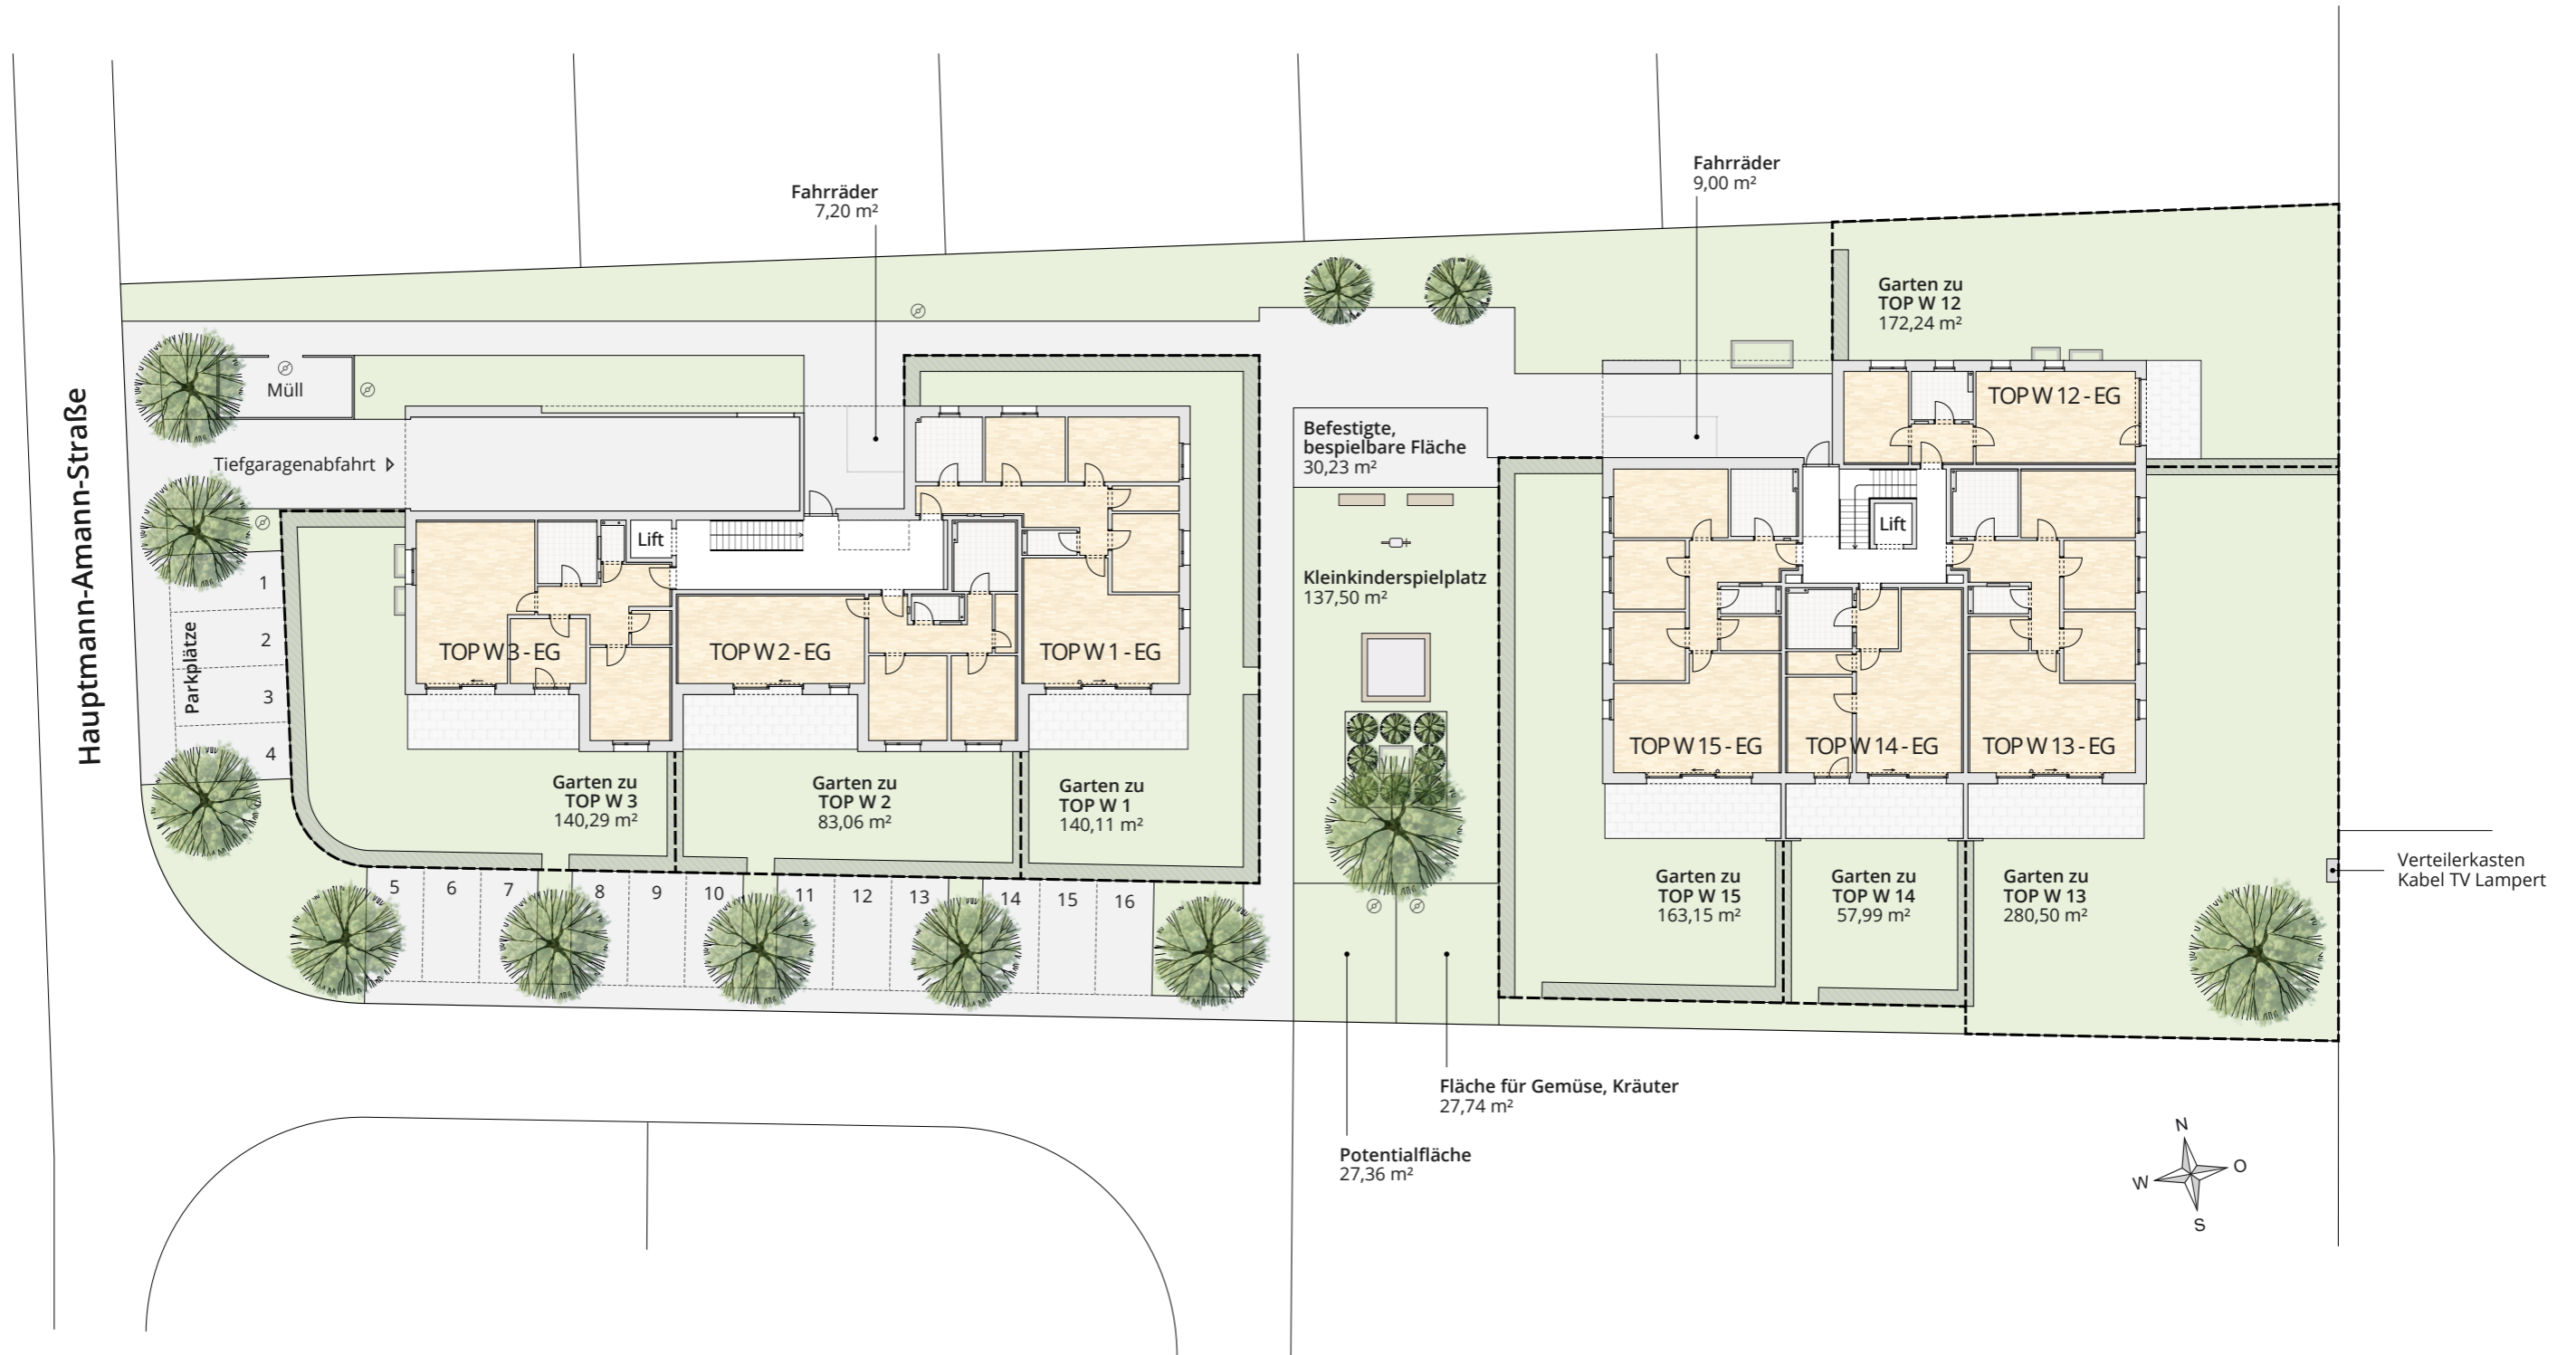 Fahrräder
9,00 m²
Fahrräder
7,20 m²
Garten zu
TOP W 12
172,24 m²
Müll
Hauptmann-Amann-Straße
TOP W 12 - EG
Befestigte,
bespielbare Fläche
30,23 m²
Tiefgaragenabfahrt
Lift
Lift
Kleinkinderspielplatz
137,50 m²
Parkplätze
1
2
3
4
TOP W 3 - EG
TOP W 2 - EG
TOP W 1 - EG
TOP W 15 - EG
TOP W 14 - EG
TOP W 13 - EG
Garten zu
TOP W 3
140,29 m²
Garten zu
TOP W 2
83,06 m²
Garten zu
TOP W 1
140,11 m²
5
6
7
8
9
10
11
12
13
14
15
16
Garten zu
TOP W 15
163,15 m²
Garten zu
TOP W 14
57,99 m²
Garten zu
TOP W 13
280,50 m²
Verteilerkasten
Kabel TV Lampert
Fläche für Gemüse, Kräuter
27,74 m²
Potentialfläche
27,36 m²
N
O
W
S